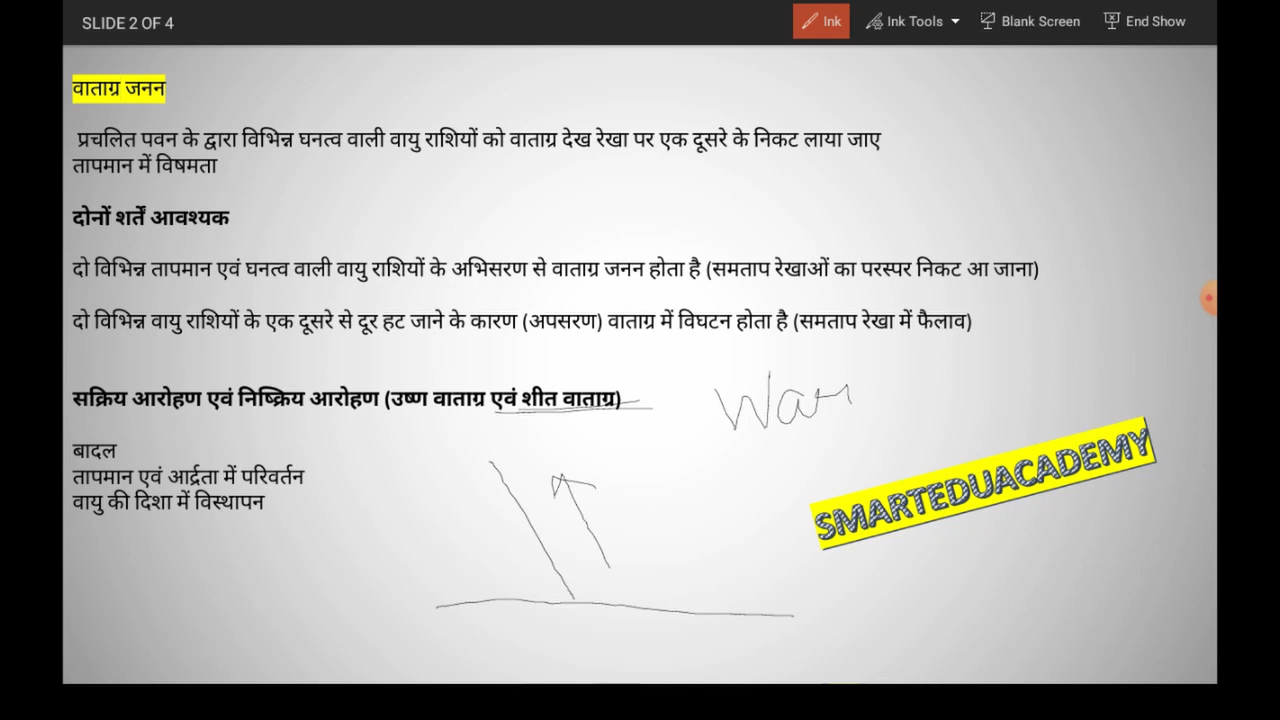 SLIDE 2 OF 4
Ink
Ink Tools
Blank Screen
End Show
वाताग्र जनन
प्रचलित पवन के द्वारा विभिन्न घनत्व वाली वायु राशियों को वाताग्र देख रेखा पर एक दूसरे के निकट लाया जाए
तापमान में विषमता
दोनों शर्तें आवश्यक
दो विभिन्न तापमान एवं घनत्व वाली वायु राशियों के अभिसरण से वाताग्र जनन होता है (समताप रेखाओं का परस्पर निकट आ जाना)
दो विभिन्न वायु राशियों के एक दूसरे से दूर हट जाने के कारण (अपसरण) वाताग्र में विघटन होता है (समताप रेखा में फैलाव)
सक्रिय आरोहण एवं निष्क्रिय आरोहण (उष्ण वाताग्र एवं शीत वाताग्र)
बादल
तापमान एवं आर्द्रता में परिवर्तन
वायु की दिशा में विस्थापन
SMARTEDUACADEMY